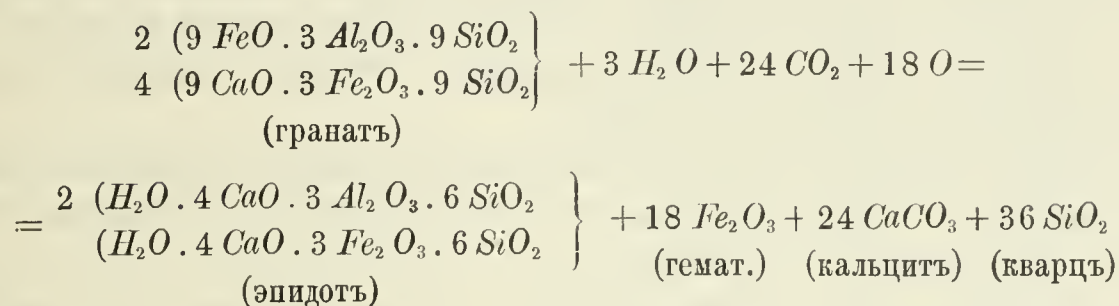 2 (9 FeO . 3 Al₂O₃ . 9 SiO₂
4 (9 CaO . 3 Fe₂O₃ . 9 SiO₂
} + 3 H₂O + 24 CO₂ + 18 O =
(гранатъ)
= 2 (H₂O . 4 CaO . 3 Al₂O₃ . 6 SiO₂
(H₂O . 4 CaO . 3 Fe₂O₃ . 6 SiO₂
} + 18 Fe₂O₃ + 24 CaCO₃ + 36 SiO₂
(гемат.) (кальцитъ) (кварцъ)
(эпидотъ)